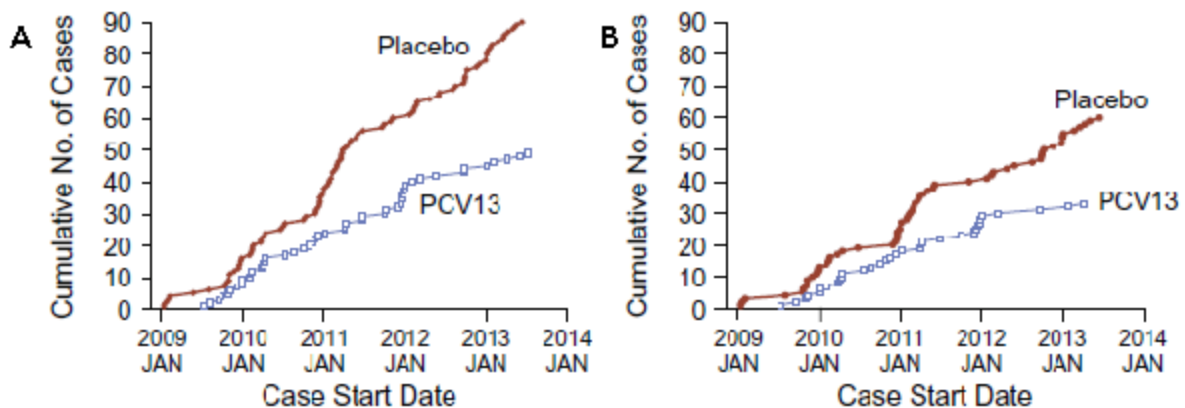 A
Cumulative No. of Cases
90
80
70
60
50
40
30
20
10
0
Placebo
PCV13
2009 2010 2011 2012 2013 2014
JAN JAN JAN JAN JAN JAN
Case Start Date
B
Cumulative No. of Cases
90
80
70
60
50
40
30
20
10
0
Placebo
PCV13
2009 2010 2011 2012 2013 2014
JAN JAN JAN JAN JAN JAN
Case Start Date